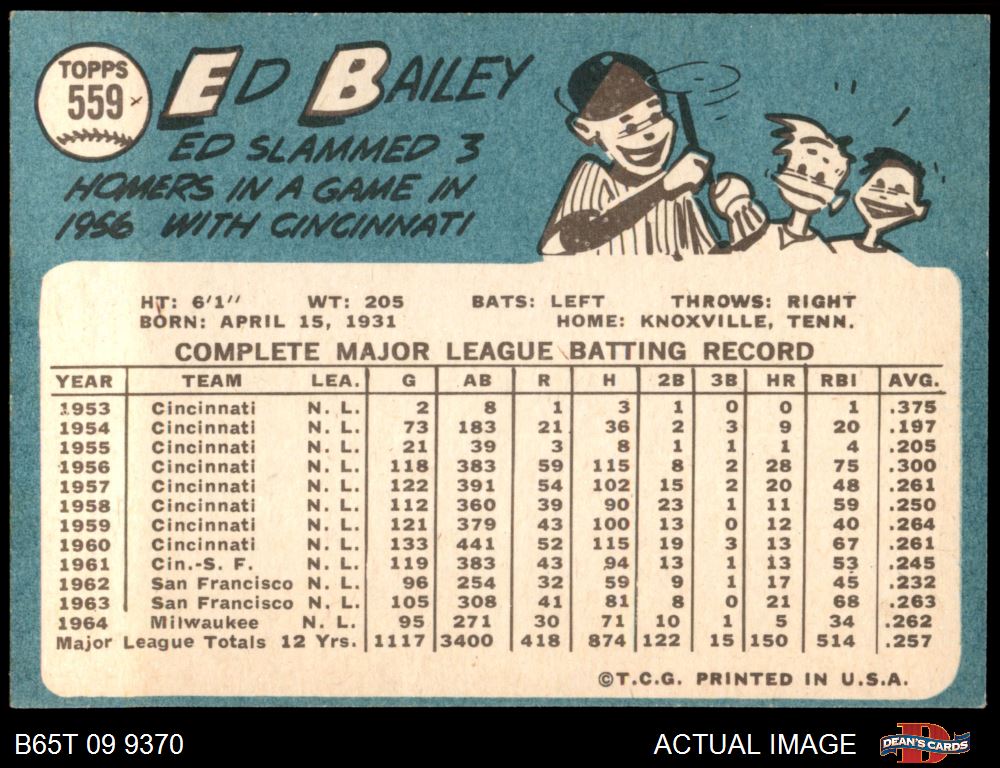 TOPPS
559
ED BAILEY
ED SLAMMED 3
HOMERS IN A GAME IN
1956 WITH CINCINNATI
HT: 6'1" WT: 205 BATS: LEFT THROWS: RIGHT
BORN: APRIL 15, 1931 HOME: KNOXVILLE, TENN.
COMPLETE MAJOR LEAGUE BATTING RECORD
YEAR TEAM LEA. G AB R H 2B 3B HR RBI AVG.
1953 Cincinnati N. L. 2 8 1 3 1 0 0 1 .375
1954 Cincinnati N. L. 73 183 21 36 2 3 9 20 .197
1955 Cincinnati N. L. 21 39 3 8 1 1 1 4 .205
1956 Cincinnati N. L. 118 383 59 115 8 2 28 75 .300
1957 Cincinnati N. L. 122 391 54 102 15 2 20 48 .261
1958 Cincinnati N. L. 112 360 39 90 23 1 11 59 .250
1959 Cincinnati N. L. 121 379 43 100 13 0 12 40 .264
1960 Cincinnati N. L. 133 441 52 115 19 3 13 67 .261
1961 Cin.-S. F. N. L. 119 383 43 94 13 1 13 53 .245
1962 San Francisco N. L. 96 254 32 59 9 1 17 45 .232
1963 San Francisco N. L. 105 308 41 81 8 0 21 68 .263
1964 Milwaukee N. L. 95 271 30 71 10 1 5 34 .262
Major League Totals 12 Yrs. 1117 3400 418 874 122 15 150 514 .257
©T.C.G. PRINTED IN U.S.A.
B65T 09 9370 ACTUAL IMAGE DEAN'S CARDS